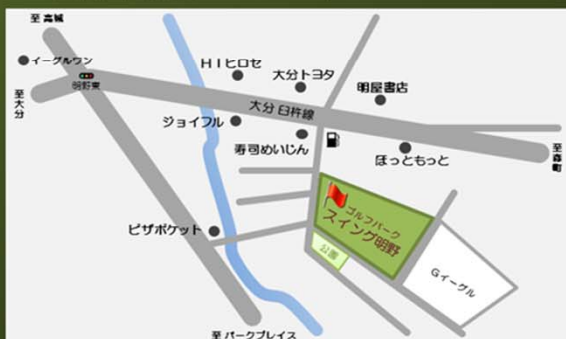 至 高城
イーグルワン
明野東
至大分
HIヒロセ
大分トヨタ
明屋書店
大分 臼杵線
ジョイフル
寿司めいじん
ほっともっと
至森町
ゴルフパーク
スイング明野
ピザポケット
公園
Gイーグル
至 パークプレイス